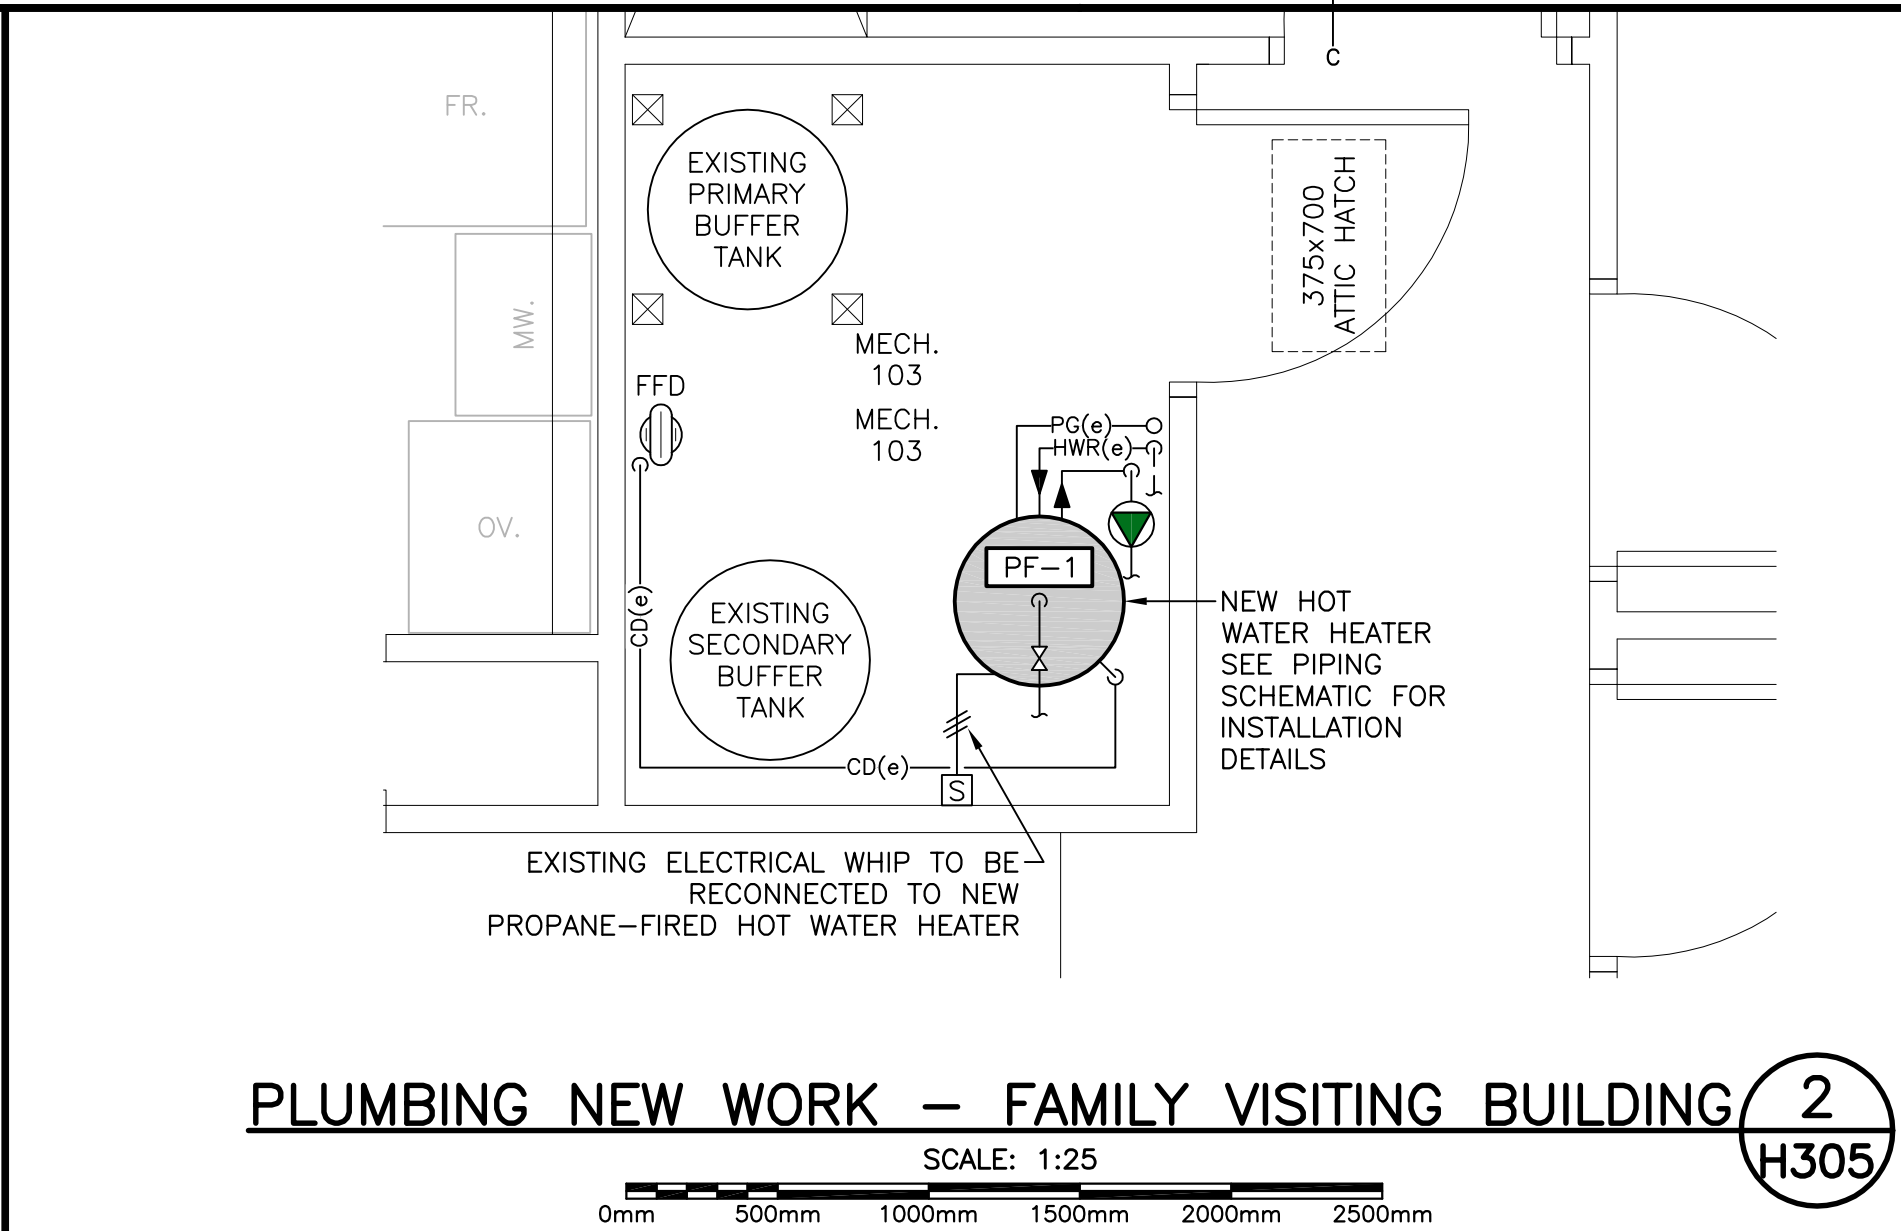 C
FR.
EXISTING
PRIMARY
BUFFER
TANK
375x700
ATTIC HATCH
MW.
MECH.
103
FFD
MECH.
103
PG(e)
HWR(e)
OV.
PF-1
CD(e)
EXISTING
SECONDARY
BUFFER
TANK
NEW HOT
WATER HEATER
SEE PIPING
SCHEMATIC FOR
INSTALLATION
DETAILS
CD(e)
S
EXISTING ELECTRICAL WHIP TO BE
RECONNECTED TO NEW
PROPANE-FIRED HOT WATER HEATER
PLUMBING NEW WORK - FAMILY VISITING BUILDING
2
H305
SCALE: 1:25
0mm 500mm 1000mm 1500mm 2000mm 2500mm